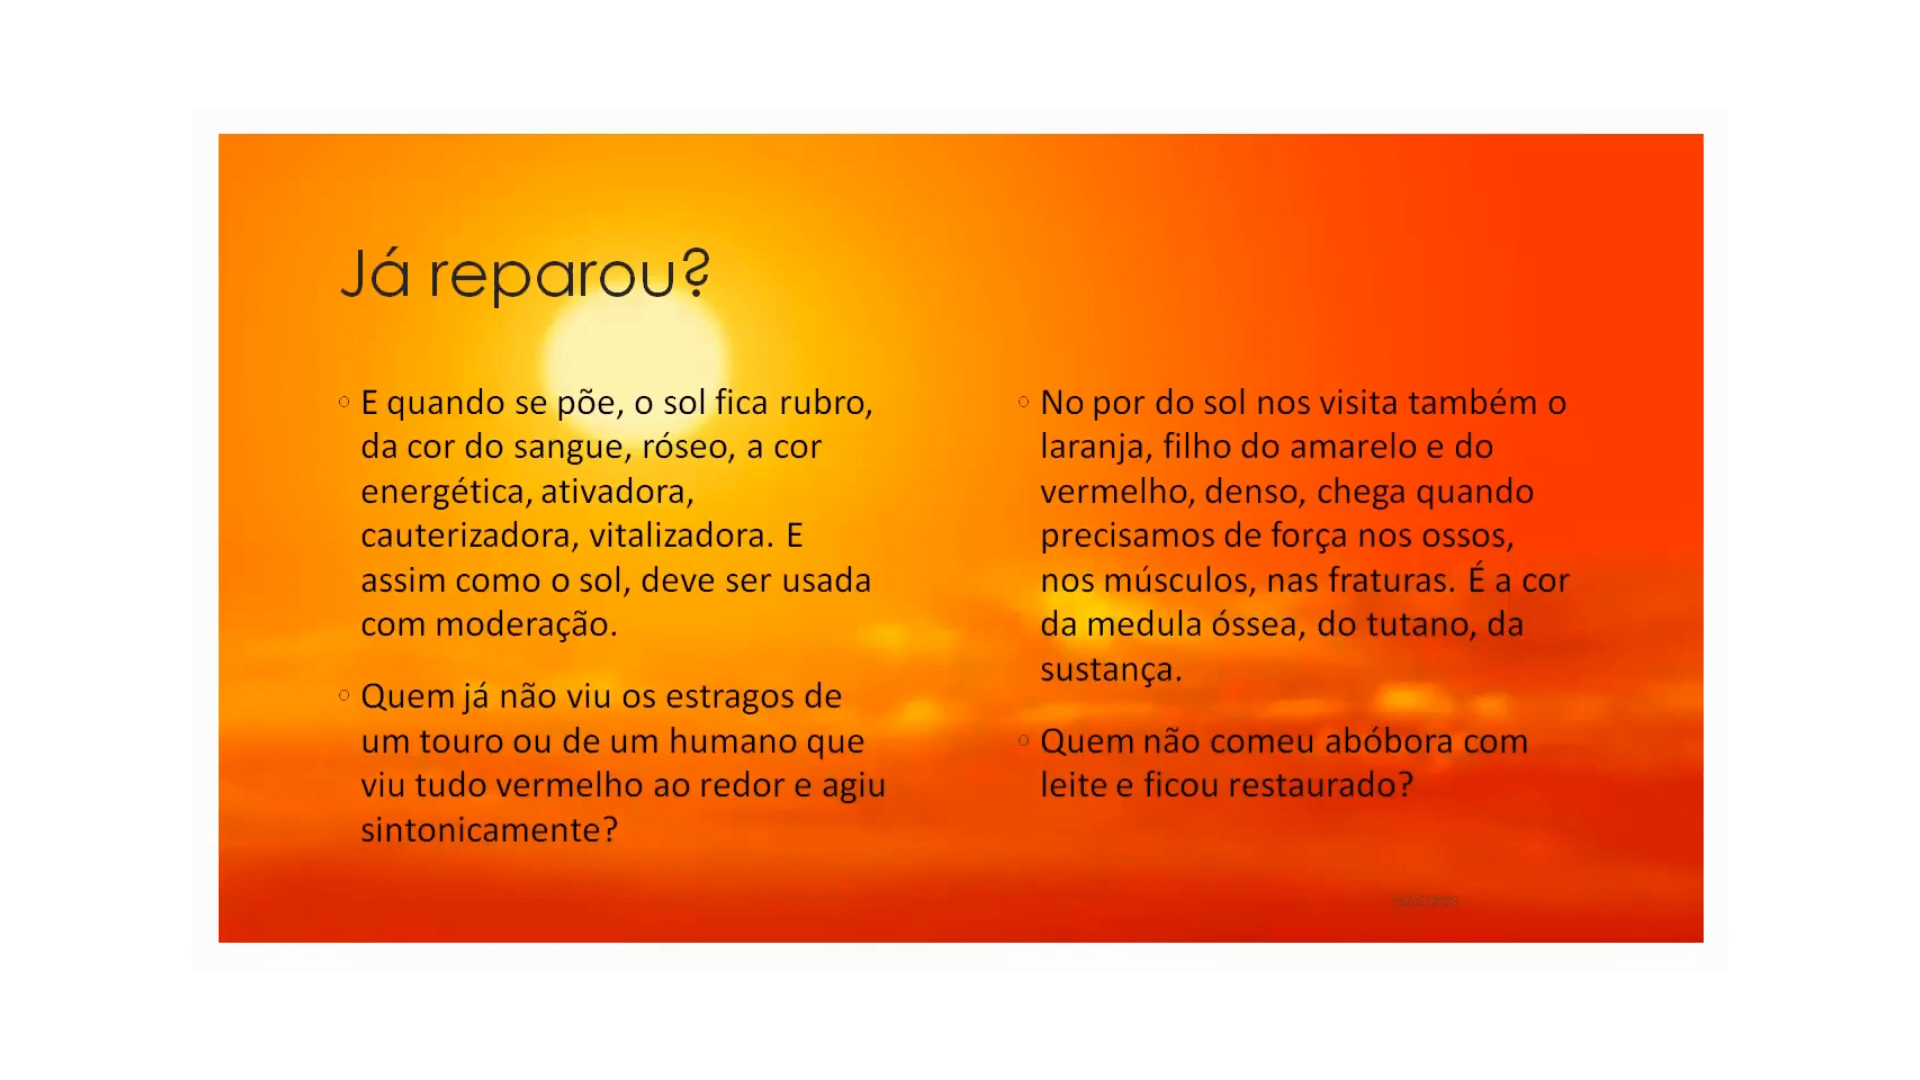 Já reparou?
E quando se põe, o sol fica rubro,
da cor do sangue, róseo, a cor
energética, ativadora,
cauterizadora, vitalizadora. E
assim como o sol, deve ser usada
com moderação.
Quem já não viu os estragos de
um touro ou de um humano que
viu tudo vermelho ao redor e agiu
sintonicamente?
No por do sol nos visita também o
laranja, filho do amarelo e do
vermelho, denso, chega quando
precisamos de força nos ossos,
nos músculos, nas fraturas. É a cor
da medula óssea, do tutano, da
sustança.
Quem não comeu abóbora com
leite e ficou restaurado?